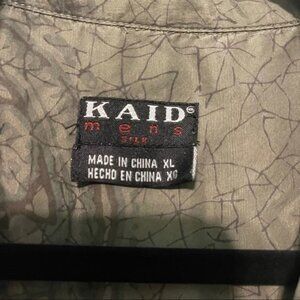 KAID®
mens
SILK
MADE IN CHINA XL
HECHO EN CHINA XG